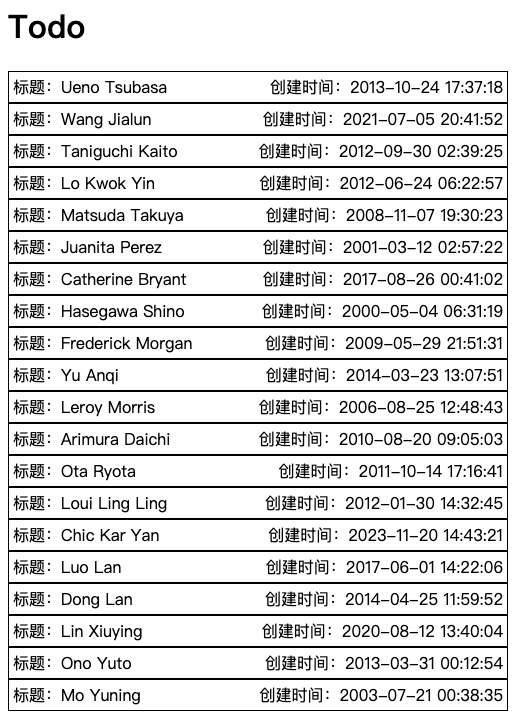 Todo
标题：Ueno Tsubasa 创建时间：2013-10-24 17:37:18
标题：Wang Jialun 创建时间：2021-07-05 20:41:52
标题：Taniguchi Kaito 创建时间：2012-09-30 02:39:25
标题：Lo Kwok Yin 创建时间：2012-06-24 06:22:57
标题：Matsuda Takuya 创建时间：2008-11-07 19:30:23
标题：Juanita Perez 创建时间：2001-03-12 02:57:22
标题：Catherine Bryant 创建时间：2017-08-26 00:41:02
标题：Hasegawa Shino 创建时间：2000-05-04 06:31:19
标题：Frederick Morgan 创建时间：2009-05-29 21:51:31
标题：Yu Anqi 创建时间：2014-03-23 13:07:51
标题：Leroy Morris 创建时间：2006-08-25 12:48:43
标题：Arimura Daichi 创建时间：2010-08-20 09:05:03
标题：Ota Ryota 创建时间：2011-10-14 17:16:41
标题：Loui Ling Ling 创建时间：2012-01-30 14:32:45
标题：Chic Kar Yan 创建时间：2023-11-20 14:43:21
标题：Luo Lan 创建时间：2017-06-01 14:22:06
标题：Dong Lan 创建时间：2014-04-25 11:59:52
标题：Lin Xiuying 创建时间：2020-08-12 13:40:04
标题：Ono Yuto 创建时间：2013-03-31 00:12:54
标题：Mo Yuning 创建时间：2003-07-21 00:38:35